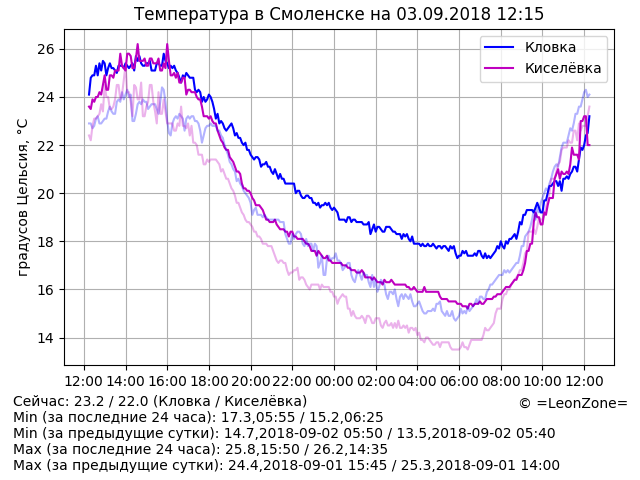 Температура в Смоленске на 03.09.2018 12:15
градусов Цельсия, °C
26
24
22
20
18
16
14
Кловка
Киселёвка
12:00 14:00 16:00 18:00 20:00 22:00 00:00 02:00 04:00 06:00 08:00 10:00 12:00
Сейчас: 23.2 / 22.0 (Кловка / Киселёвка)
© =LeonZone=
Min (за последние 24 часа): 17.3,05:55 / 15.2,06:25
Min (за предыдущие сутки): 14.7,2018-09-02 05:50 / 13.5,2018-09-02 05:40
Max (за последние 24 часа): 25.8,15:50 / 26.2,14:35
Max (за предыдущие сутки): 24.4,2018-09-01 15:45 / 25.3,2018-09-01 14:00